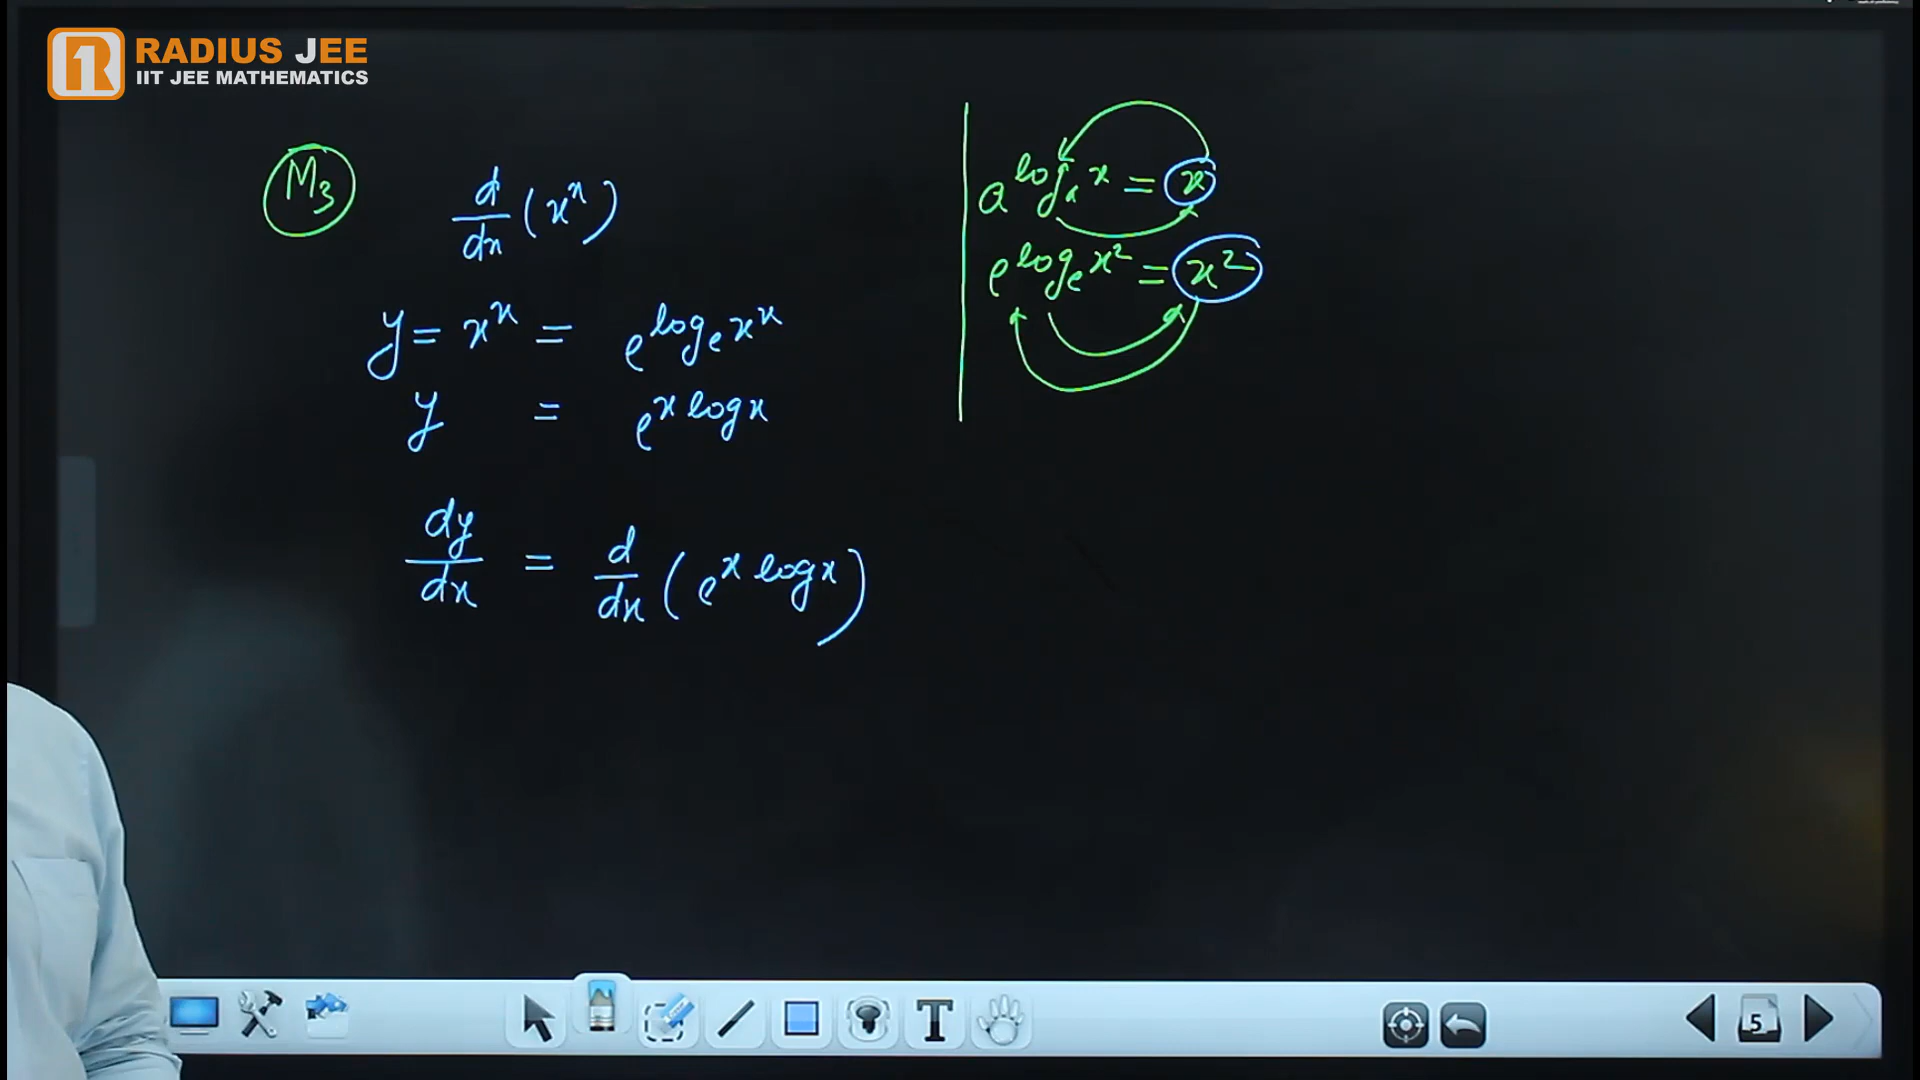 RADIUS JEE
IIT JEE MATHEMATICS
M3
d/dx (x^x)
y = x^x = e^(log_e x^x)
y = e^(x log x)
dy/dx = d/dx (e^(x log x))
a^(log_a x) = x
e^(log_e x^2) = x^2
T
5